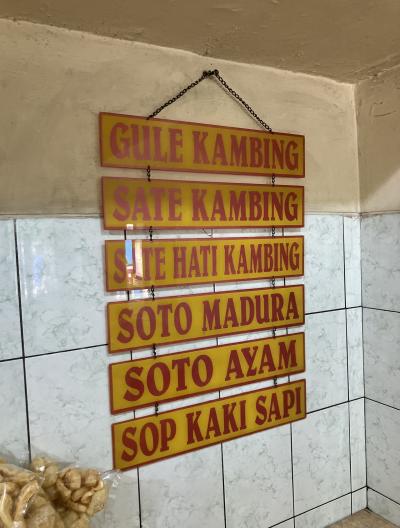 GULE KAMBING
SATE KAMBING
SATE HATI KAMBING
SOTO MADURA
SOTO AYAM
SOP KAKI SAPI